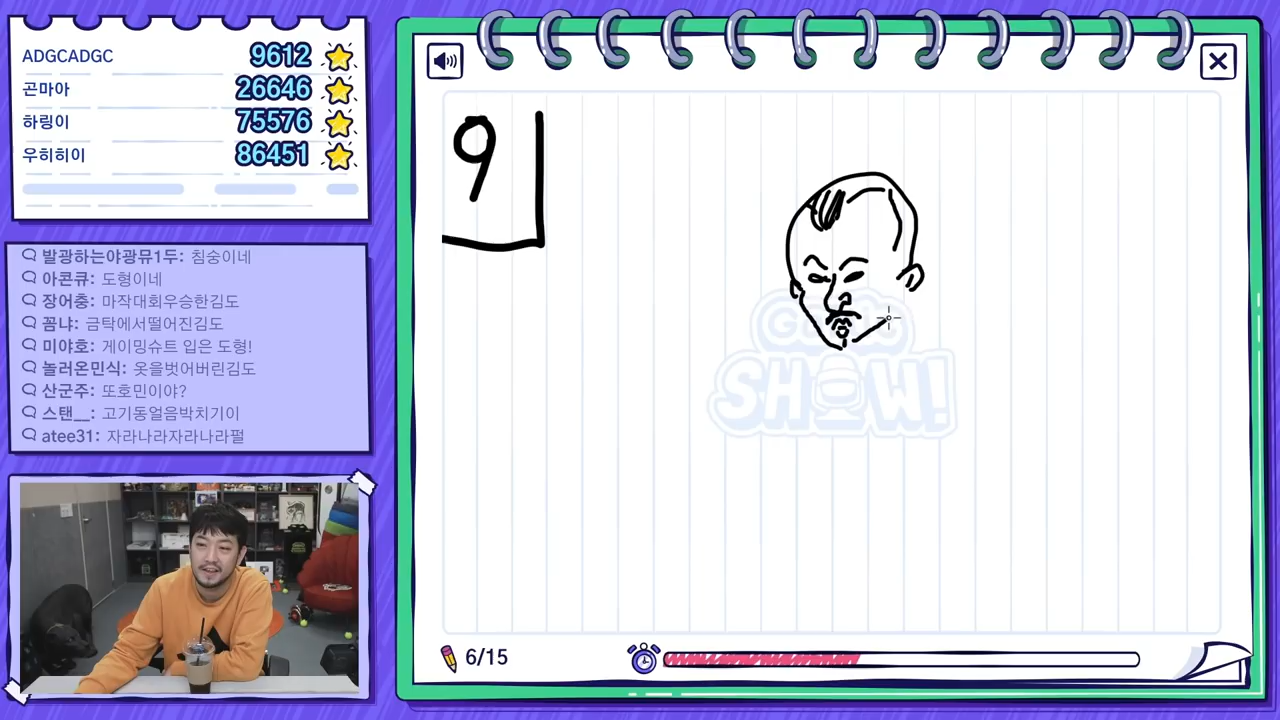 ADGCADGC 9612
곤마아 26646
하링이 75576
우히히이 86451
발광하는야광뮤1두: 침숭이네
아콘큐: 도형이네
장어중: 마작대회우승한김도
꼼냐: 금탁에서떨어진김도
미야호: 게이밍슈트 입은 도형!
놀러온민식: 옷을벗어버린김도
산군주: 또호민이야?
스탠__: 고기동얼음박치기이
atee31: 자라나라자라나라펄
9
SHOW!
6/15